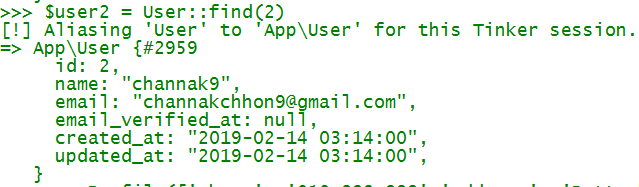 >>> $user2 = User::find(2)
[!] Aliasing 'User' to 'App\User' for this Tinker session.
=> App\User {#2959
     id: 2,
     name: "channak9",
     email: "channakchhon9@gmail.com",
     email_verified_at: null,
     created_at: "2019-02-14 03:14:00",
     updated_at: "2019-02-14 03:14:00",
   }